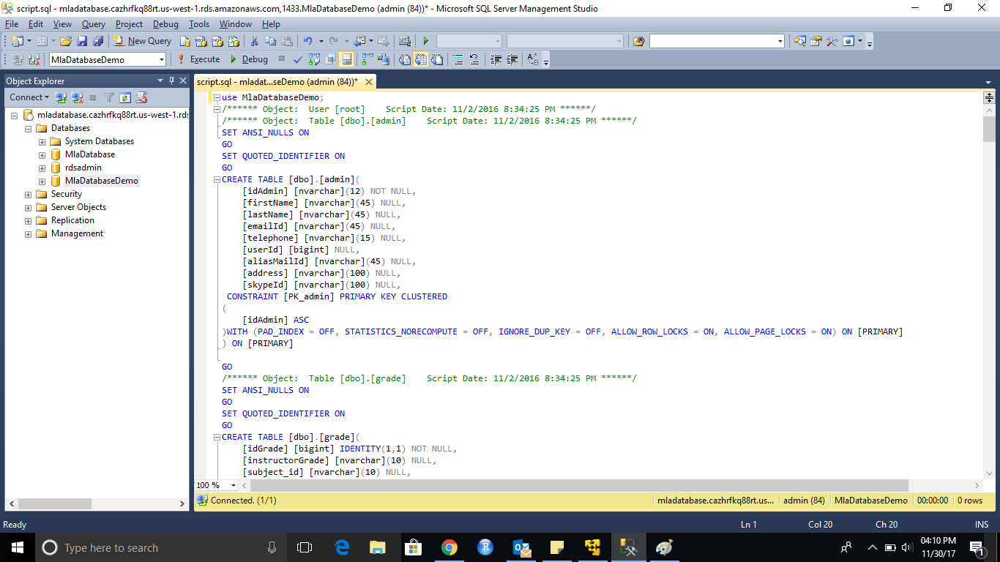 script.sql - mladatabase.cazhrfkq88rt.us-west-1.rds.amazonaws.com,1433.MlaDatabaseDemo (admin (84))* - Microsoft SQL Server Management Studio
File Edit View Query Project Debug Tools Window Help
New Query
MlaDatabaseDemo
Execute
Debug
Object Explorer
Connect
mladatabase.cazhrfkq88rt.us-west-1.rds
Databases
System Databases
MlaDatabase
rdsadmin
MlaDatabaseDemo
Security
Server Objects
Replication
Management
script.sql - mladat...seDemo (admin (84))*
use MlaDatabaseDemo;
/****** Object:  User [root]    Script Date: 11/2/2016 8:34:25 PM ******/
/****** Object:  Table [dbo].[admin]    Script Date: 11/2/2016 8:34:25 PM ******/
SET ANSI_NULLS ON
GO
SET QUOTED_IDENTIFIER ON
GO
CREATE TABLE [dbo].[admin](
[idAdmin] [nvarchar](12) NOT NULL,
[firstName] [nvarchar](45) NULL,
[lastName] [nvarchar](45) NULL,
[emailId] [nvarchar](45) NULL,
[telephone] [nvarchar](15) NULL,
[userId] [bigint] NULL,
[aliasMailId] [nvarchar](45) NULL,
[address] [nvarchar](100) NULL,
[skypeId] [nvarchar](100) NULL,
CONSTRAINT [PK_admin] PRIMARY KEY CLUSTERED
(
[idAdmin] ASC
)WITH (PAD_INDEX = OFF, STATISTICS_NORECOMPUTE = OFF, IGNORE_DUP_KEY = OFF, ALLOW_ROW_LOCKS = ON, ALLOW_PAGE_LOCKS = ON) ON [PRIMARY]
) ON [PRIMARY]
GO
/****** Object:  Table [dbo].[grade]    Script Date: 11/2/2016 8:34:25 PM ******/
SET ANSI_NULLS ON
GO
SET QUOTED_IDENTIFIER ON
GO
CREATE TABLE [dbo].[grade](
[idGrade] [bigint] IDENTITY(1,1) NOT NULL,
[instructorGrade] [nvarchar](10) NULL,
[subject_id] [nvarchar](10) NULL,
100 %
Connected. (1/1)
mladatabase.cazhrfkq88rt.us... admin (84) MlaDatabaseDemo 00:00:00 0 rows
Ready
Ln 1 Col 20 Ch 20 INS
Type here to search
04:10 PM
11/30/17